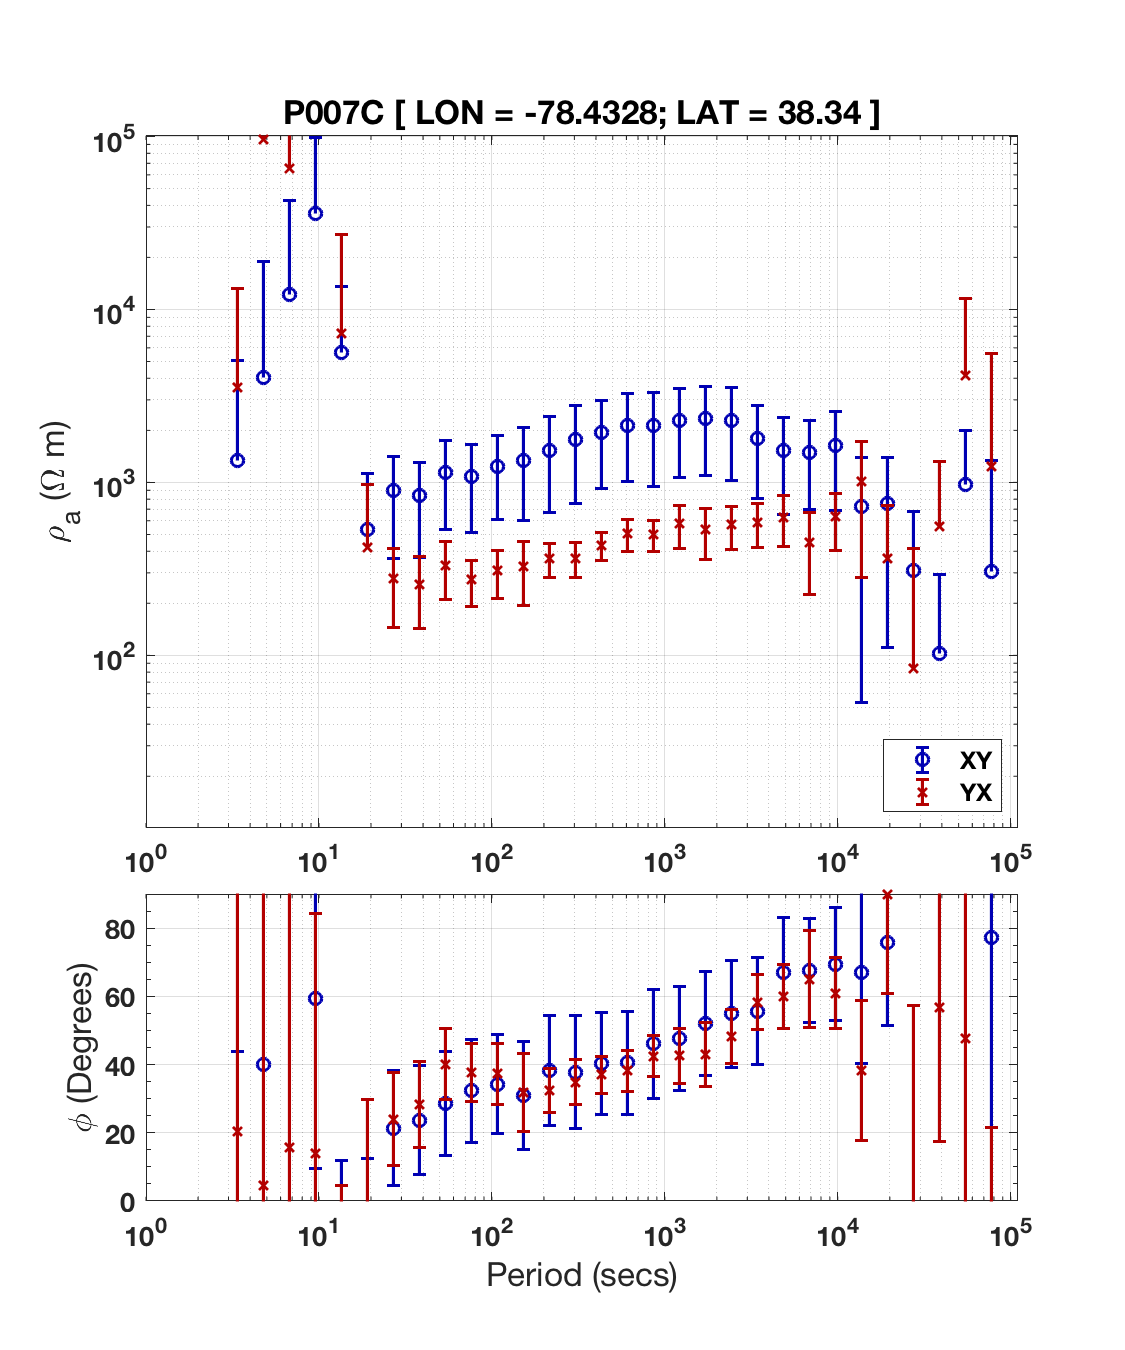 P007C [ LON = -78.4328; LAT = 38.34 ]
10^5
10^4
10^3
10^2
ρa (Ω m)
XY
YX
10^0 10^1 10^2 10^3 10^4 10^5
80
60
40
20
0
ϕ (Degrees)
10^0 10^1 10^2 10^3 10^4 10^5
Period (secs)